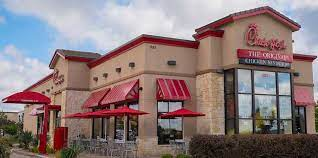 Chick-fil-A
THE ORIGINAL
CHICKEN SANDWICH